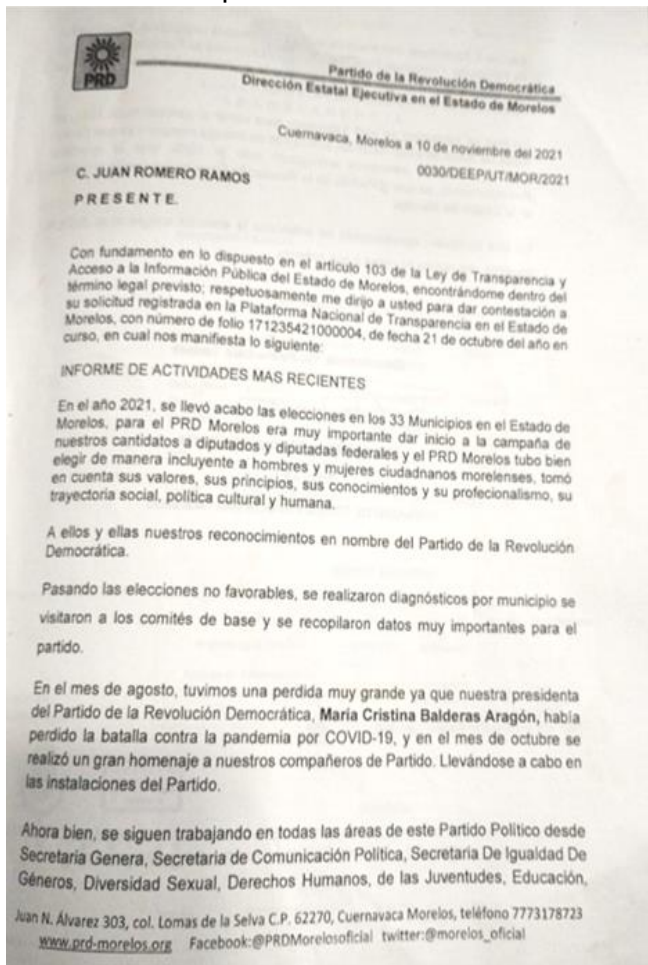 PRD
Partido de la Revolución Democrática
Dirección Estatal Ejecutiva en el Estado de Morelos
Cuernavaca, Morelos a 10 de noviembre del 2021
0030/DEEP/UT/MOR/2021
C. JUAN ROMERO RAMOS
PRESENTE.
Con fundamento en lo dispuesto en el artículo 103 de la Ley de Transparencia y
Acceso a la Información Pública del Estado de Morelos, encontrándome dentro del
término legal previsto; respetuosamente me dirijo a usted para dar contestación a
su solicitud registrada en la Plataforma Nacional de Transparencia en el Estado de
Morelos, con número de folio 171235421000004, de fecha 21 de octubre del año en
curso, en cual nos manifiesta lo siguiente:
INFORME DE ACTIVIDADES MAS RECIENTES
En el año 2021, se llevó acabo las elecciones en los 33 Municipios en el Estado de
Morelos, para el PRD Morelos era muy importante dar inicio a la campaña de
nuestros cantidatos a diputados y diputadas federales y el PRD Morelos tubo bien
elegir de manera incluyente a hombres y mujeres ciudadnanos morelenses, tomó
en cuenta sus valores, sus principios, sus conocimientos y su profecionalismo, su
trayectoria social, política cultural y humana.
A ellos y ellas nuestros reconocimientos en nombre del Partido de la Revolución
Democrática.
Pasando las elecciones no favorables, se realizaron diagnósticos por municipio se
visitaron a los comités de base y se recopilaron datos muy importantes para el
partido.
En el mes de agosto, tuvimos una perdida muy grande ya que nuestra presidenta
del Partido de la Revolución Democrática, María Cristina Balderas Aragón, había
perdido la batalla contra la pandemia por COVID-19, y en el mes de octubre se
realizó un gran homenaje a nuestros compañeros de Partido. Llevándose a cabo en
las instalaciones del Partido.
Ahora bien, se siguen trabajando en todas las áreas de este Partido Político desde
Secretaria Genera, Secretaria de Comunicación Política, Secretaria De Igualdad De
Géneros, Diversidad Sexual, Derechos Humanos, de las Juventudes, Educación,
Juan N. Álvarez 303, col. Lomas de la Selva C.P. 62270, Cuernavaca Morelos, teléfono 7773178723
www.prd-morelos.org Facebook:@PRDMorelosoficial twitter:@morelos_oficial